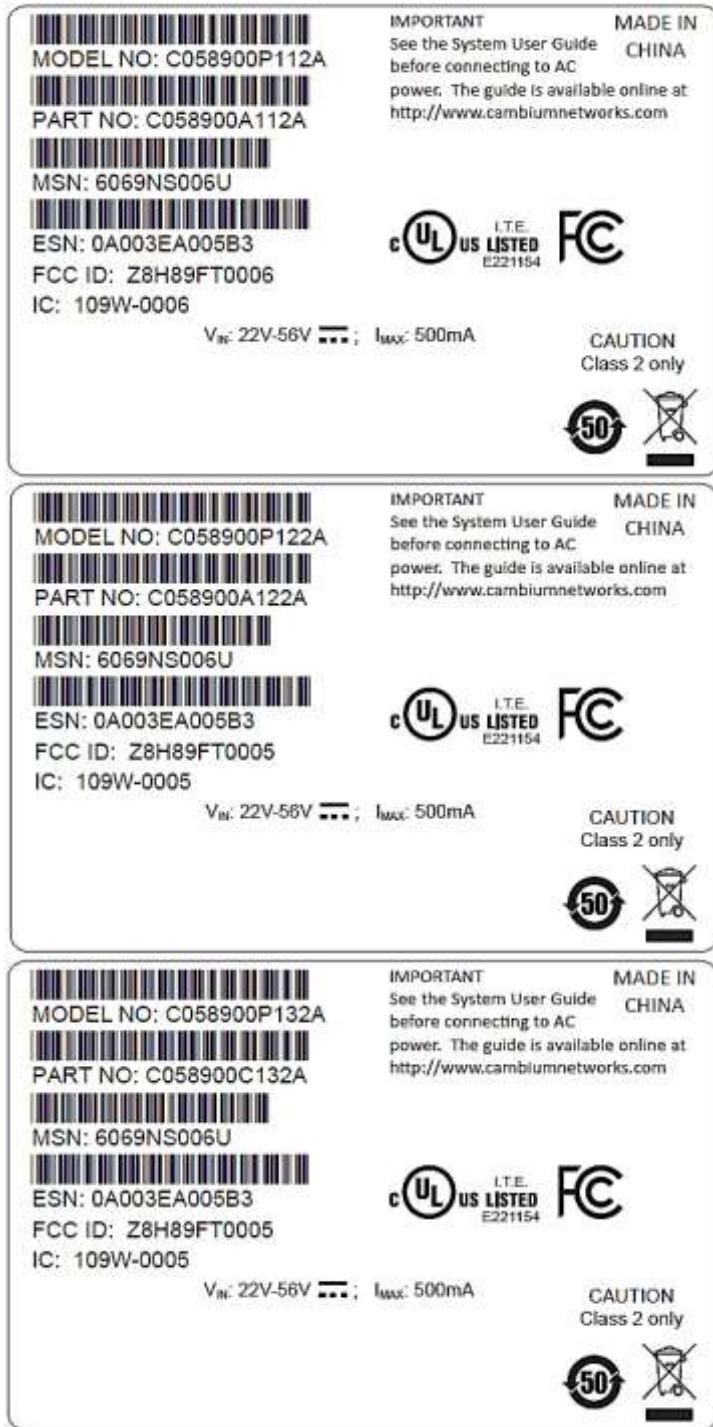 MODEL NO: C058900P112A
PART NO: C058900A112A
MSN: 6069NS006U
ESN: 0A003EA005B3
FCC ID: Z8H89FT0006
IC: 109W-0006
IMPORTANT
See the System User Guide
before connecting to AC
power. The guide is available online at
http://www.cambiumnetworks.com
MADE IN
CHINA
C UL US LISTED
I.T.E.
E221154
FC
VIN: 22V-56V ; IMAX: 500mA
CAUTION
Class 2 only
50
MODEL NO: C058900P122A
PART NO: C058900A122A
MSN: 6069NS006U
ESN: 0A003EA005B3
FCC ID: Z8H89FT0005
IC: 109W-0005
IMPORTANT
See the System User Guide
before connecting to AC
power. The guide is available online at
http://www.cambiumnetworks.com
MADE IN
CHINA
C UL US LISTED
I.T.E.
E221154
FC
VIN: 22V-56V ; IMAX: 500mA
CAUTION
Class 2 only
50
MODEL NO: C058900P132A
PART NO: C058900C132A
MSN: 6069NS006U
ESN: 0A003EA005B3
FCC ID: Z8H89FT0005
IC: 109W-0005
IMPORTANT
See the System User Guide
before connecting to AC
power. The guide is available online at
http://www.cambiumnetworks.com
MADE IN
CHINA
C UL US LISTED
I.T.E.
E221154
FC
VIN: 22V-56V ; IMAX: 500mA
CAUTION
Class 2 only
50